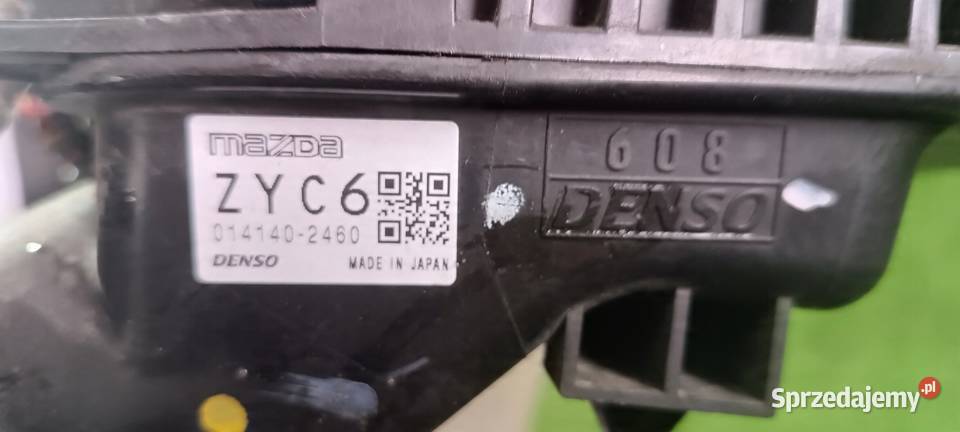 mazda
ZYC6
014140-2460
DENSO MADE IN JAPAN
608
DENSO
Sprzedajemy.pl